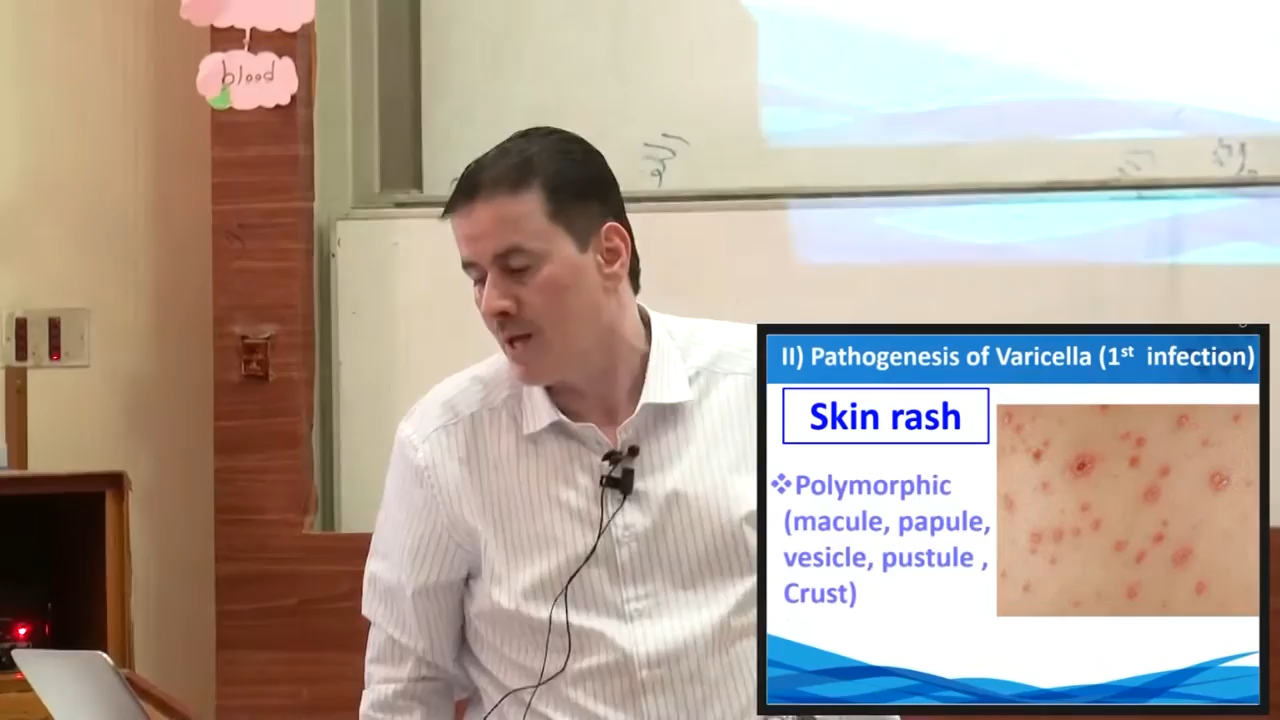 blood
II) Pathogenesis of Varicella (1st infection)
Skin rash
❖Polymorphic
(macule, papule,
vesicle, pustule ,
Crust)